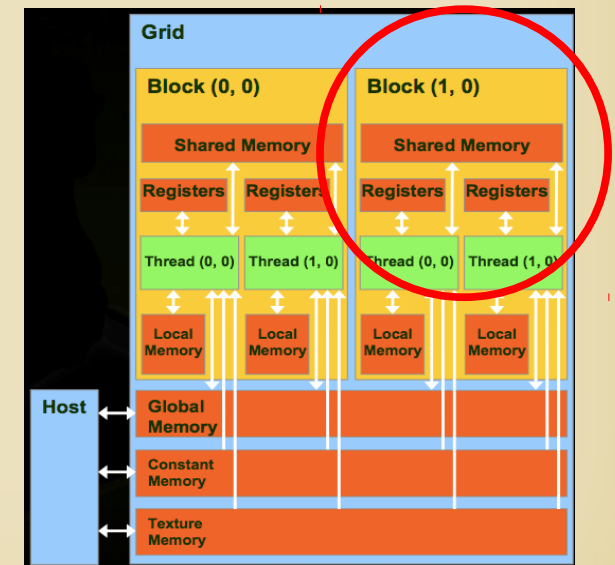 Grid
Block (0, 0)
Block (1, 0)
Shared Memory
Shared Memory
Registers
Registers
Registers
Registers
Thread (0, 0)
Thread (1, 0)
Thread (0, 0)
Thread (1, 0)
Local
Memory
Local
Memory
Local
Memory
Local
Memory
Host
Global
Memory
Constant
Memory
Texture
Memory